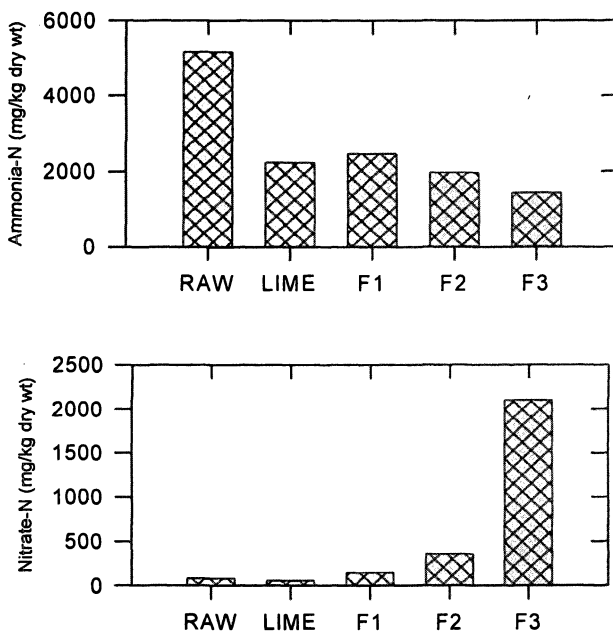 Ammonia-N (mg/kg dry wt)
6000
4000
2000
0
RAW LIME F1 F2 F3
Nitrate-N (mg/kg dry wt)
2500
2000
1500
1000
500
0
RAW LIME F1 F2 F3